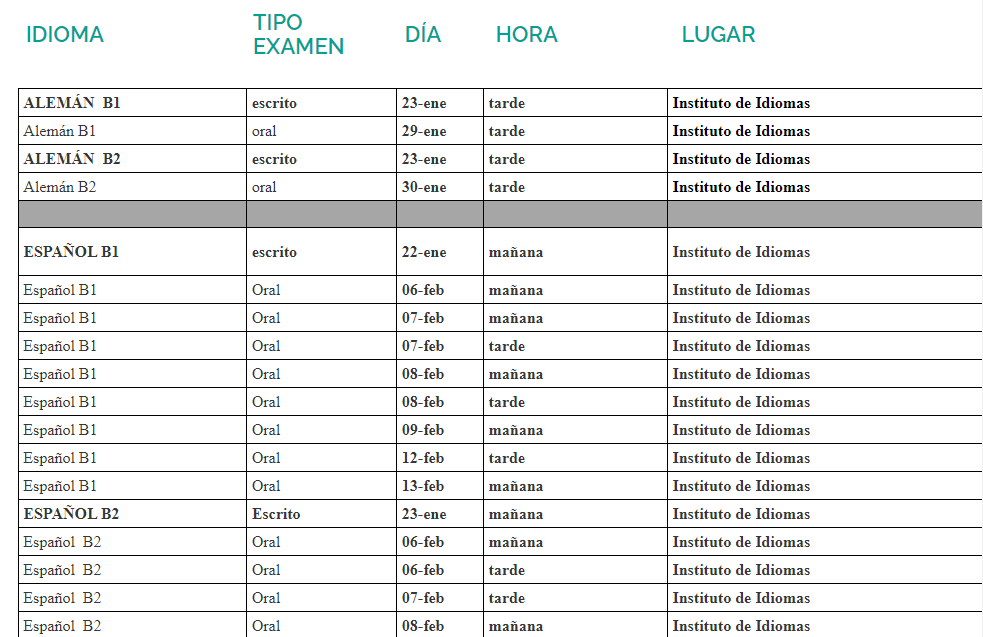 IDIOMA TIPO EXAMEN DÍA HORA LUGAR
ALEMÁN B1 escrito 23-ene tarde Instituto de Idiomas
Alemán B1 oral 29-ene tarde Instituto de Idiomas
ALEMÁN B2 escrito 23-ene tarde Instituto de Idiomas
Alemán B2 oral 30-ene tarde Instituto de Idiomas
ESPAÑOL B1 escrito 22-ene mañana Instituto de Idiomas
Español B1 Oral 06-feb mañana Instituto de Idiomas
Español B1 Oral 07-feb mañana Instituto de Idiomas
Español B1 Oral 07-feb tarde Instituto de Idiomas
Español B1 Oral 08-feb mañana Instituto de Idiomas
Español B1 Oral 08-feb tarde Instituto de Idiomas
Español B1 Oral 09-feb mañana Instituto de Idiomas
Español B1 Oral 12-feb tarde Instituto de Idiomas
Español B1 Oral 13-feb mañana Instituto de Idiomas
ESPAÑOL B2 Escrito 23-ene mañana Instituto de Idiomas
Español B2 Oral 06-feb mañana Instituto de Idiomas
Español B2 Oral 06-feb tarde Instituto de Idiomas
Español B2 Oral 07-feb tarde Instituto de Idiomas
Español B2 Oral 08-feb mañana Instituto de Idiomas